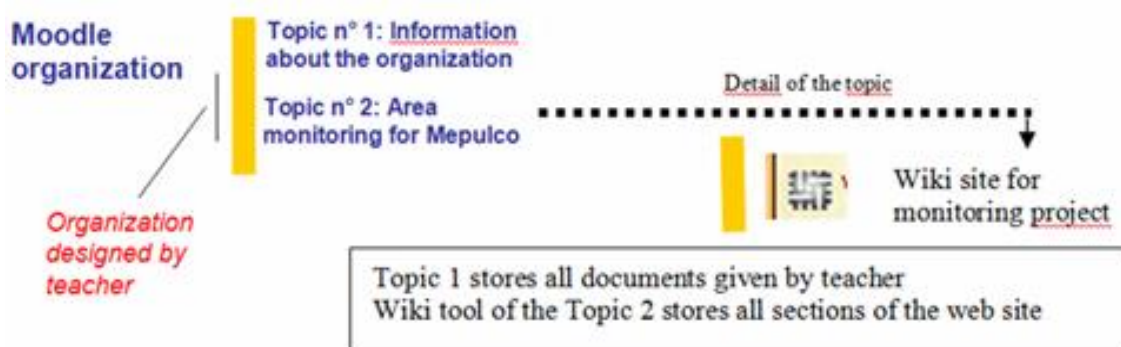 Moodle
organization
Topic n° 1: Information
about the organization
Topic n° 2: Area
monitoring for Mepulco
Detail of the topic
Wiki site for
monitoring project
Organization
designed by
teacher
Topic 1 stores all documents given by teacher
Wiki tool of the Topic 2 stores all sections of the web site